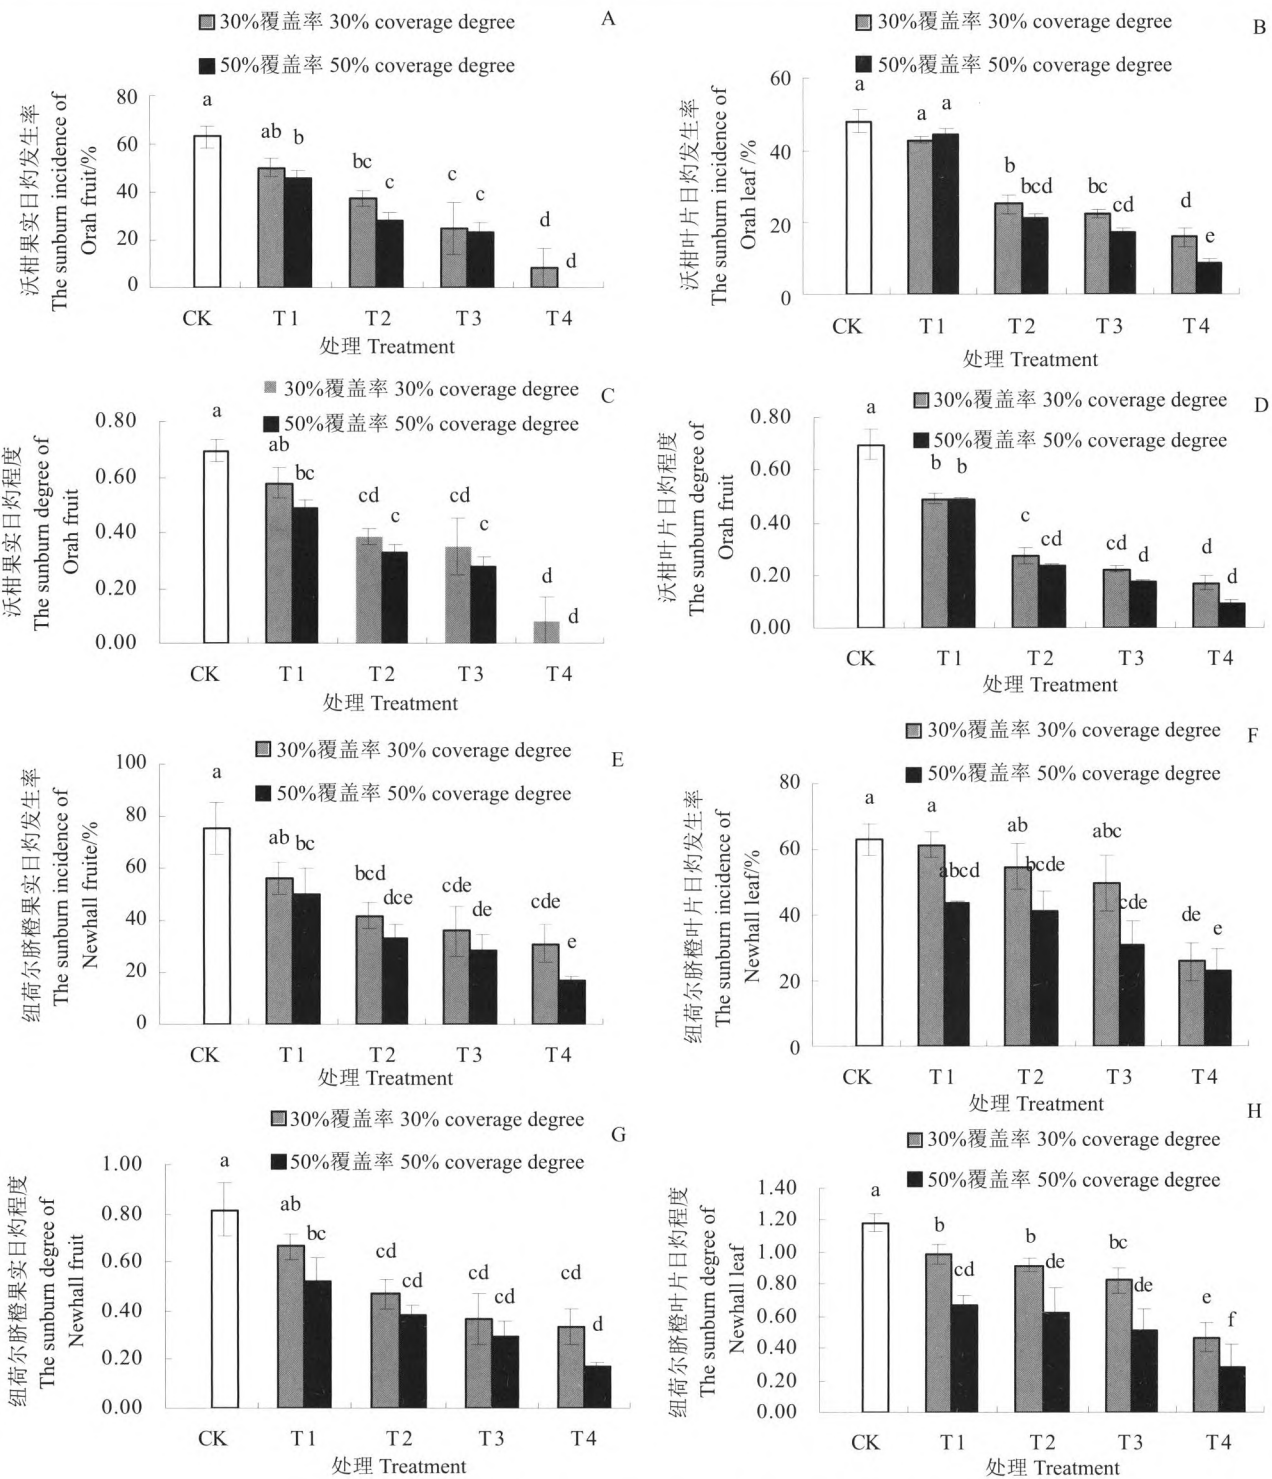 30%覆盖率 30% coverage degree
50%覆盖率 50% coverage degree
A
沃柑果实日灼发生率
The sunburn incidence of
Orah fruit/%
80
60
40
20
0
a
ab
b
bc
c
c
c
d
d
CK
T1
T2
T3
T4
处理 Treatment
30%覆盖率 30% coverage degree
50%覆盖率 50% coverage degree
B
沃柑叶片日灼发生率
The sunburn incidence of
Orah leaf /%
60
40
20
0
a
a
a
b
bcd
bc
cd
d
e
CK
T1
T2
T3
T4
处理 Treatment
30%覆盖率 30% coverage degree
50%覆盖率 50% coverage degree
C
沃柑果实日灼程度
The sunburn degree of
Orah fruit
0.80
0.60
0.40
0.20
0.00
a
ab
bc
cd
c
cd
c
d
d
CK
T1
T2
T3
T4
处理 Treatment
30%覆盖率 30% coverage degree
50%覆盖率 50% coverage degree
D
沃柑叶片日灼程度
The sunburn degree of
Orah fruit
0.80
0.60
0.40
0.20
0.00
a
b
b
c
cd
cd
d
d
d
CK
T1
T2
T3
T4
处理 Treatment
30%覆盖率 30% coverage degree
50%覆盖率 50% coverage degree
E
纽荷尔脐橙果实日灼发生率
The sunburn incidence of
Newhall fruite/%
100
80
60
40
20
0
a
ab
bc
bcd
dce
cde
de
cde
e
CK
T1
T2
T3
T4
处理 Treatment
30%覆盖率 30% coverage degree
50%覆盖率 50% coverage degree
F
纽荷尔脐橙叶片日灼发生率
The sunburn incidence of
Newhall leaf/%
80
60
40
20
0
a
a
abcd
ab
bcde
abc
cde
de
e
CK
T1
T2
T3
T4
处理 Treatment
30%覆盖率 30% coverage degree
50%覆盖率 50% coverage degree
G
纽荷尔脐橙果实日灼程度
The sunburn degree of
Newhall fruit
1.00
0.80
0.60
0.40
0.20
0.00
a
ab
bc
cd
cd
cd
cd
cd
d
CK
T1
T2
T3
T4
处理 Treatment
30%覆盖率 30% coverage degree
50%覆盖率 50% coverage degree
H
纽荷尔脐橙叶片日灼程度
The sunburn degree of
Newhall leaf
1.40
1.20
1.00
0.80
0.60
0.40
0.20
0.00
a
b
cd
b
de
bc
de
e
f
CK
T1
T2
T3
T4
处理 Treatment